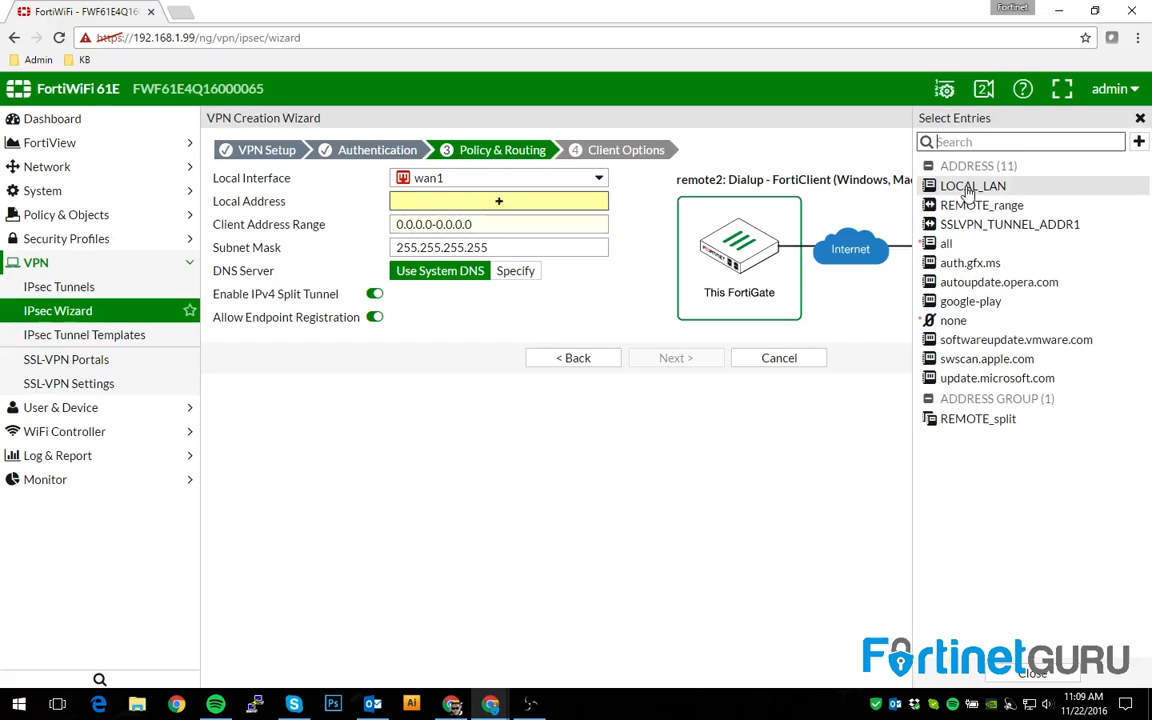 FortiWiFi - FWF61E4Q16
Fortinet
https://192.168.1.99/ng/vpn/ipsec/wizard
Admin
KB
FortiWiFi 61E
FWF61E4Q16000065
2
admin
Dashboard
FortiView
Network
System
Policy & Objects
Security Profiles
VPN
IPsec Tunnels
IPsec Wizard
IPsec Tunnel Templates
SSL-VPN Portals
SSL-VPN Settings
User & Device
WiFi Controller
Log & Report
Monitor
VPN Creation Wizard
VPN Setup
Authentication
3 Policy & Routing
4 Client Options
Local Interface
wan1
Local Address
+
Client Address Range
0.0.0.0-0.0.0.0
Subnet Mask
255.255.255.255
DNS Server
Use System DNS
Specify
Enable IPv4 Split Tunnel
Allow Endpoint Registration
remote2: Dialup - FortiClient (Windows, Mac
This FortiGate
Internet
< Back
Next >
Cancel
Select Entries
Search
ADDRESS (11)
LOCAL_LAN
REMOTE_range
SSLVPN_TUNNEL_ADDR1
all
auth.gfx.ms
autoupdate.opera.com
google-play
none
softwareupdate.vmware.com
swscan.apple.com
update.microsoft.com
ADDRESS GROUP (1)
REMOTE_split
FortinetGURU
Close
Ps
Ai
11:09 AM
11/22/2016